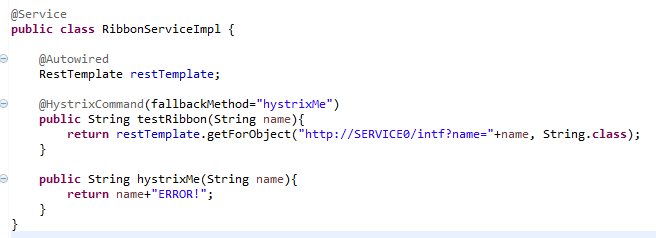 @Service
public class RibbonServiceImpl {
@Autowired
RestTemplate restTemplate;
@HystrixCommand(fallbackMethod="hystrixMe")
public String testRibbon(String name){
return restTemplate.getForObject("http://SERVICE0/intf?name="+name, String.class);
}
public String hystrixMe(String name){
return name+"ERROR!";
}
}